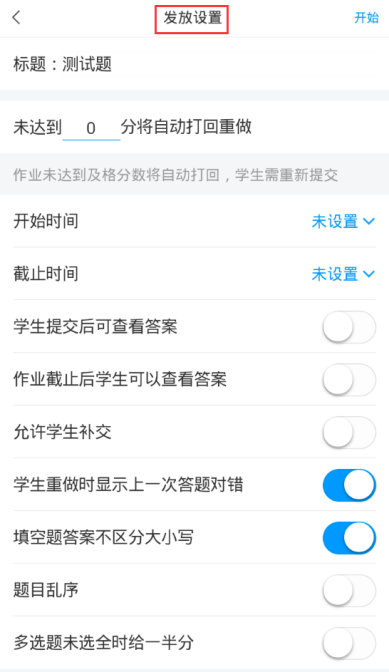 发放设置
开始
标题：测试题
未达到 0 分将自动打回重做
作业未达到及格分数将自动打回，学生需重新提交
开始时间 未设置
截止时间 未设置
学生提交后可查看答案
作业截止后学生可以查看答案
允许学生补交
学生重做时显示上一次答题对错
填空题答案不区分大小写
题目乱序
多选题未选全时给一半分